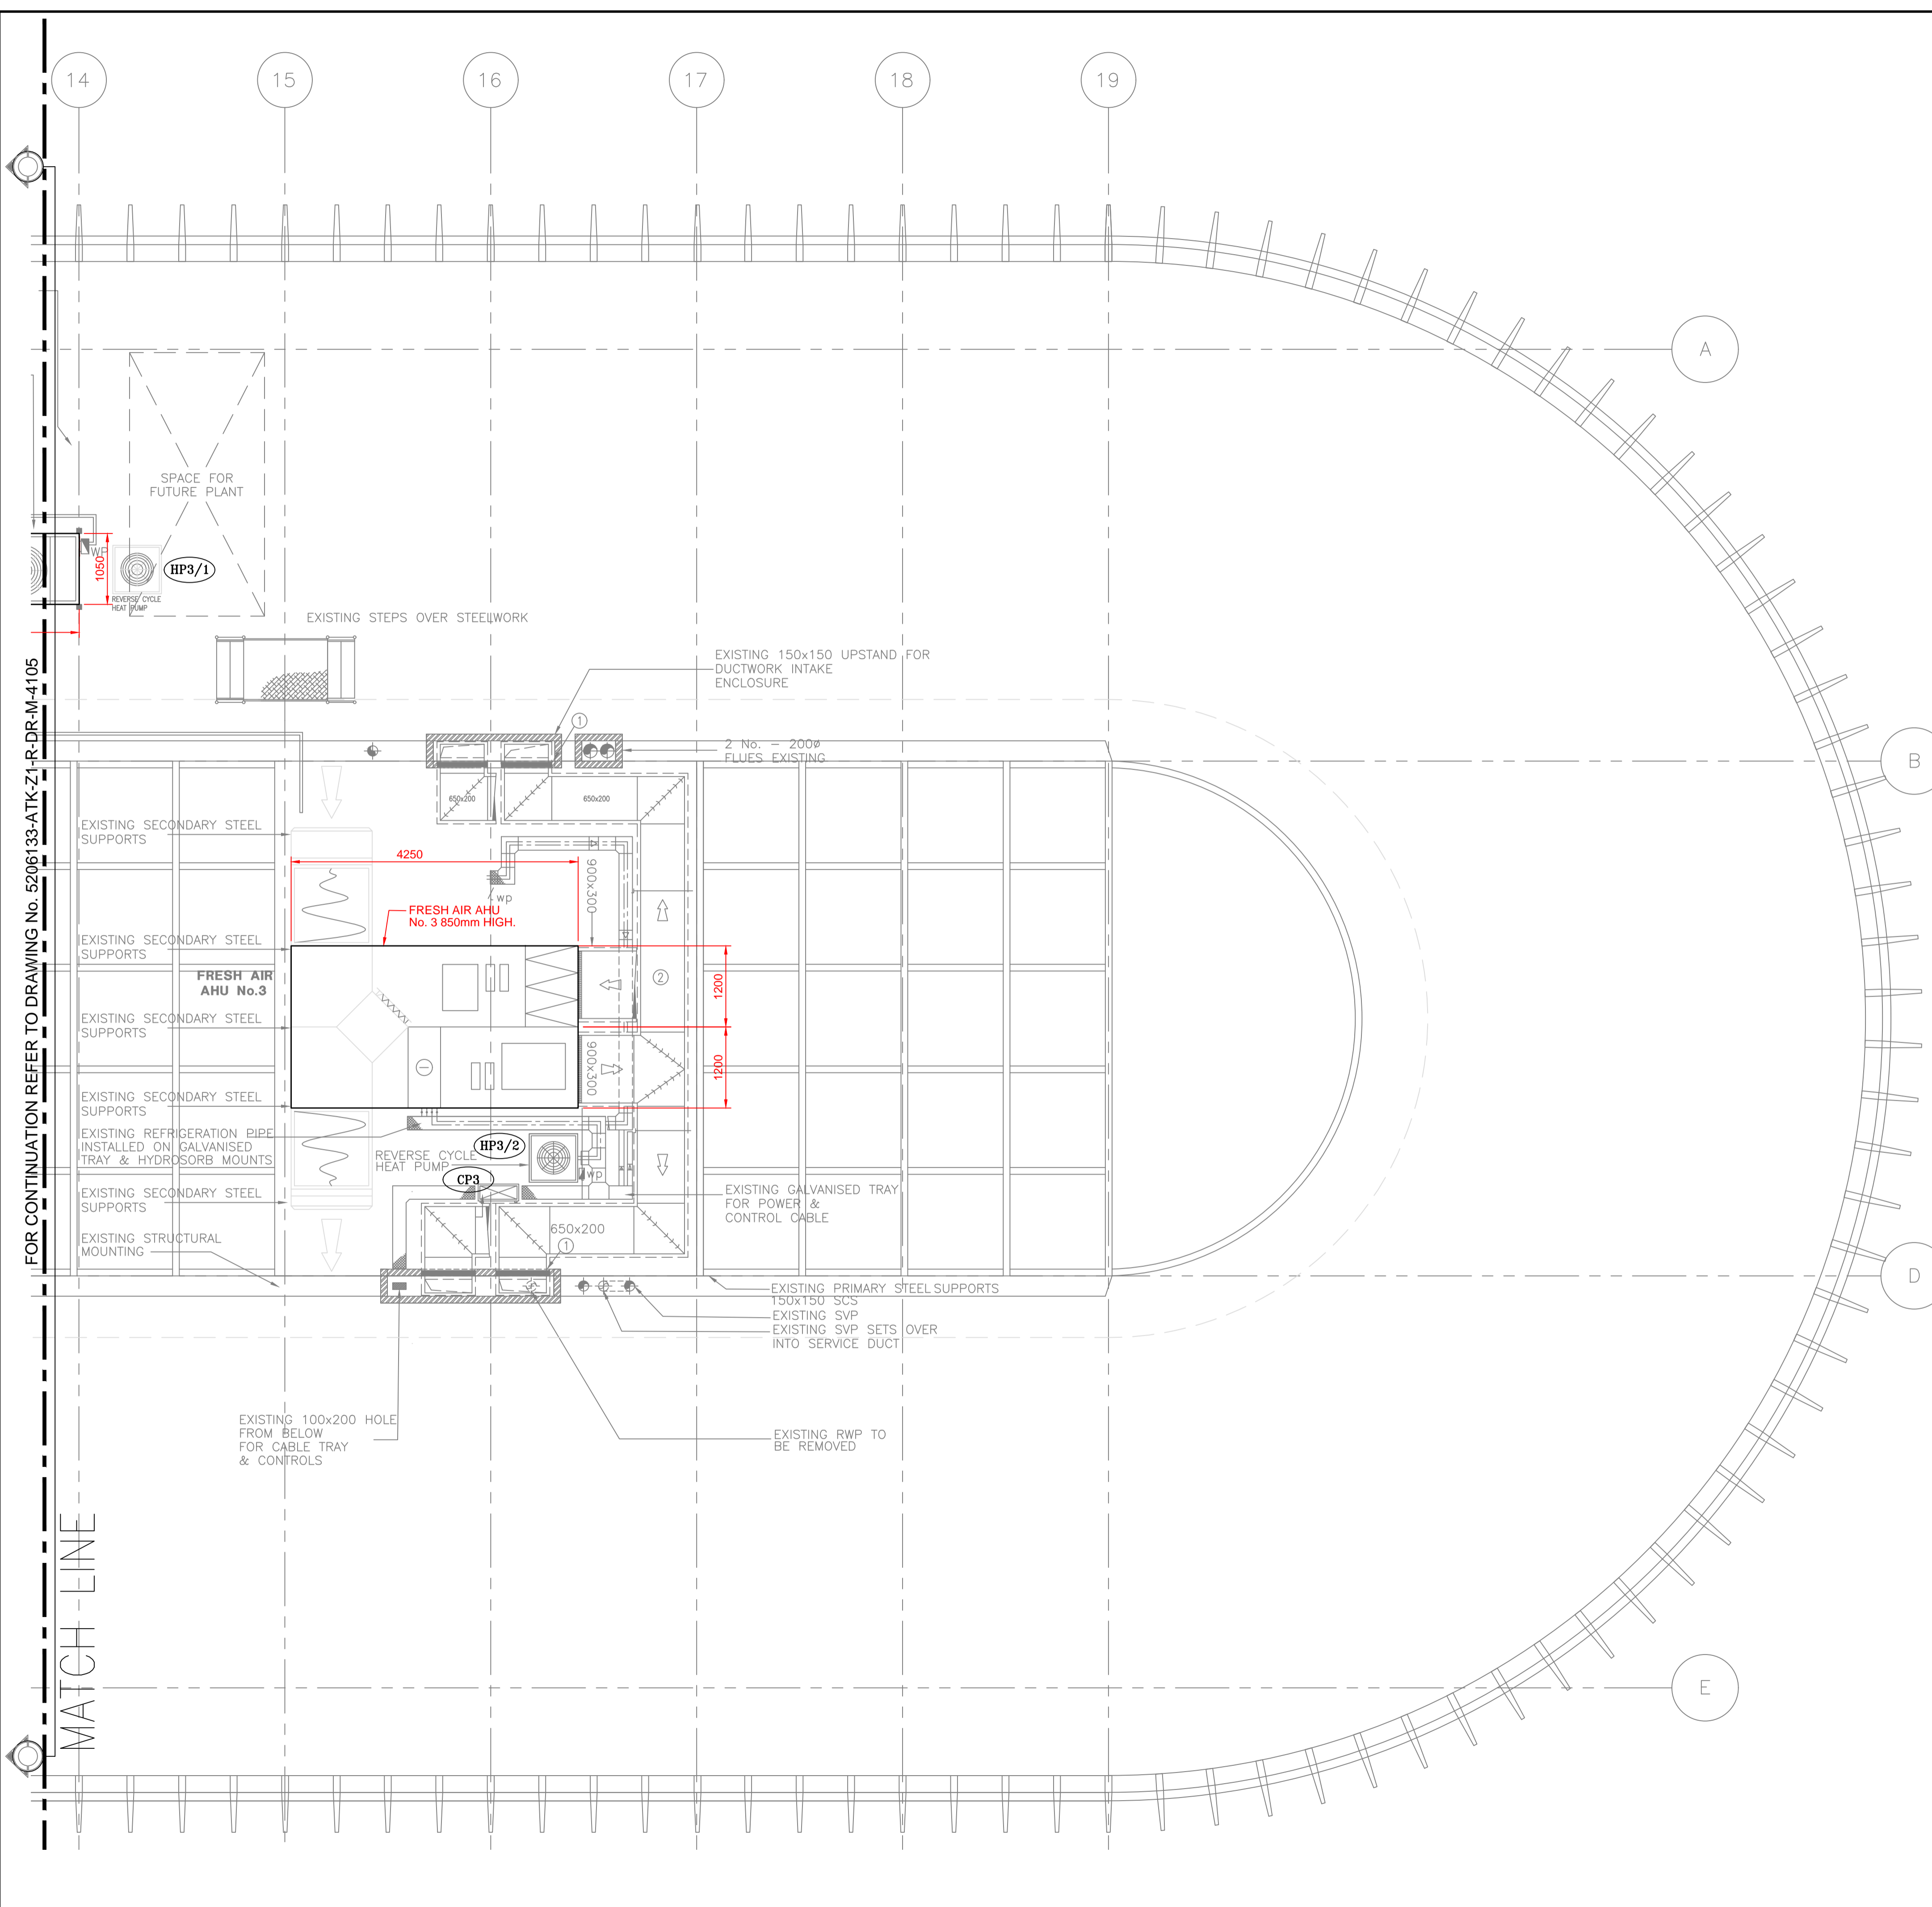 14
15
16
17
18
19
A
B
D
E
SPACE FOR
FUTURE PLANT
WP
1050
HP3/1
REVERSE CYCLE
HEAT PUMP
EXISTING STEPS OVER STEELWORK
EXISTING 150x150 UPSTAND FOR
DUCTWORK INTAKE
ENCLOSURE
1
2 No. – 200ø
FLUES EXISTING
650x200
650x200
EXISTING SECONDARY STEEL
SUPPORTS
4250
900x300
wp
FRESH AIR AHU
No. 3 850mm HIGH.
EXISTING SECONDARY STEEL
SUPPORTS
FRESH AIR
AHU No.3
2
1200
EXISTING SECONDARY STEEL
SUPPORTS
1200
900x300
1
EXISTING SECONDARY STEEL
SUPPORTS
EXISTING REFRIGERATION PIPE
INSTALLED ON GALVANISED
TRAY & HYDROSORB MOUNTS
HP3/2
REVERSE CYCLE
HEAT PUMP
CP3
wp
EXISTING SECONDARY STEEL
SUPPORTS
EXISTING GALVANISED TRAY
FOR POWER &
CONTROL CABLE
650x200
1
EXISTING STRUCTURAL
MOUNTING
EXISTING PRIMARY STEEL SUPPORTS
150x150 SCS
EXISTING SVP
EXISTING SVP SETS OVER
INTO SERVICE DUCT
EXISTING 100x200 HOLE
FROM BELOW
FOR CABLE TRAY
& CONTROLS
EXISTING RWP TO
BE REMOVED
FOR CONTINUATION REFER TO DRAWING No. 5206133-ATK-Z1-R-DR-M-4105
MATCH LINE